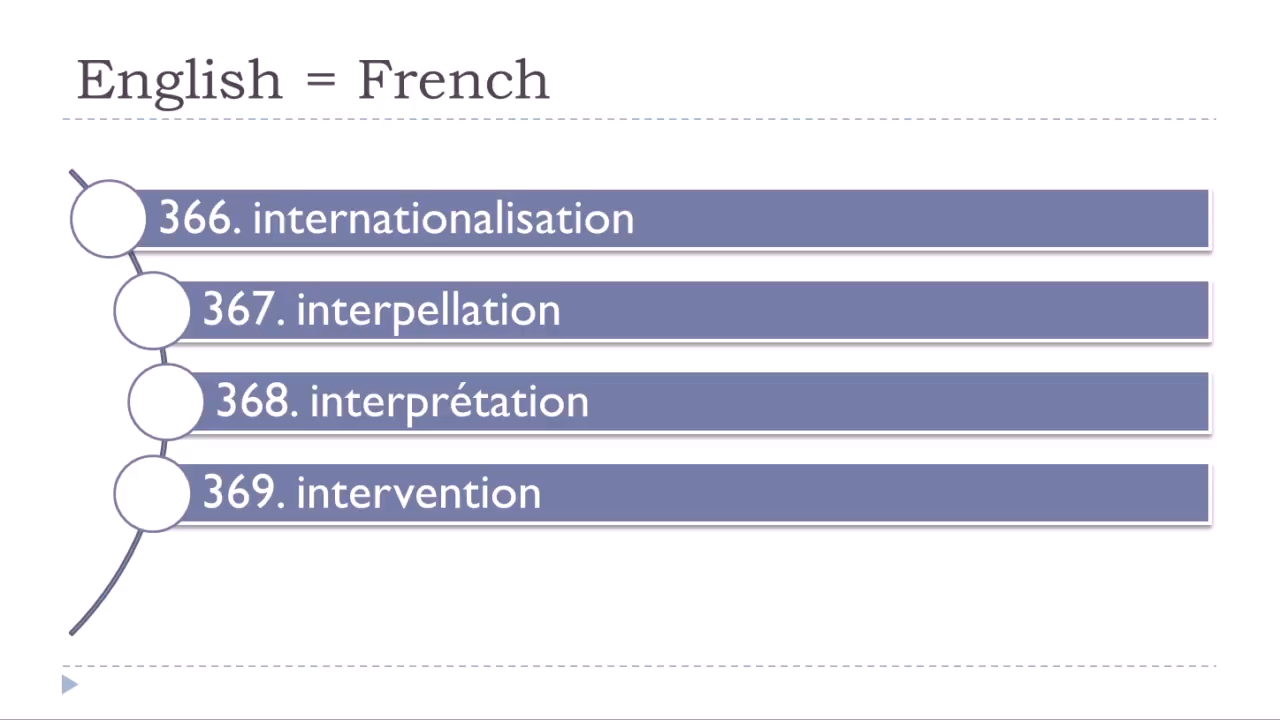 English = French
366. internationalisation
367. interpellation
368. interprétation
369. intervention